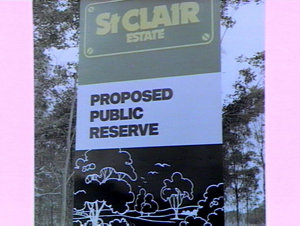 St CLAIR
ESTATE
PROPOSED
PUBLIC
RESERVE